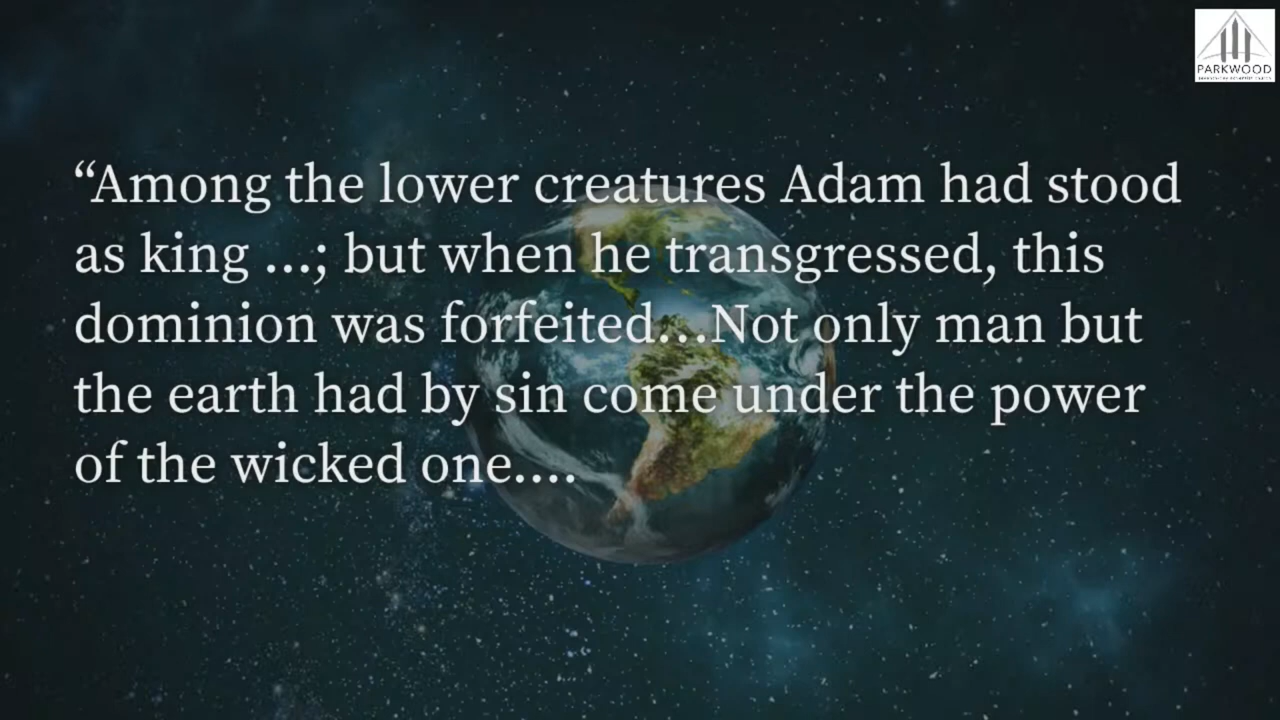 PARKWOOD
“Among the lower creatures Adam had stood
as king ...; but when he transgressed, this
dominion was forfeited...Not only man but
the earth had by sin come under the power
of the wicked one....